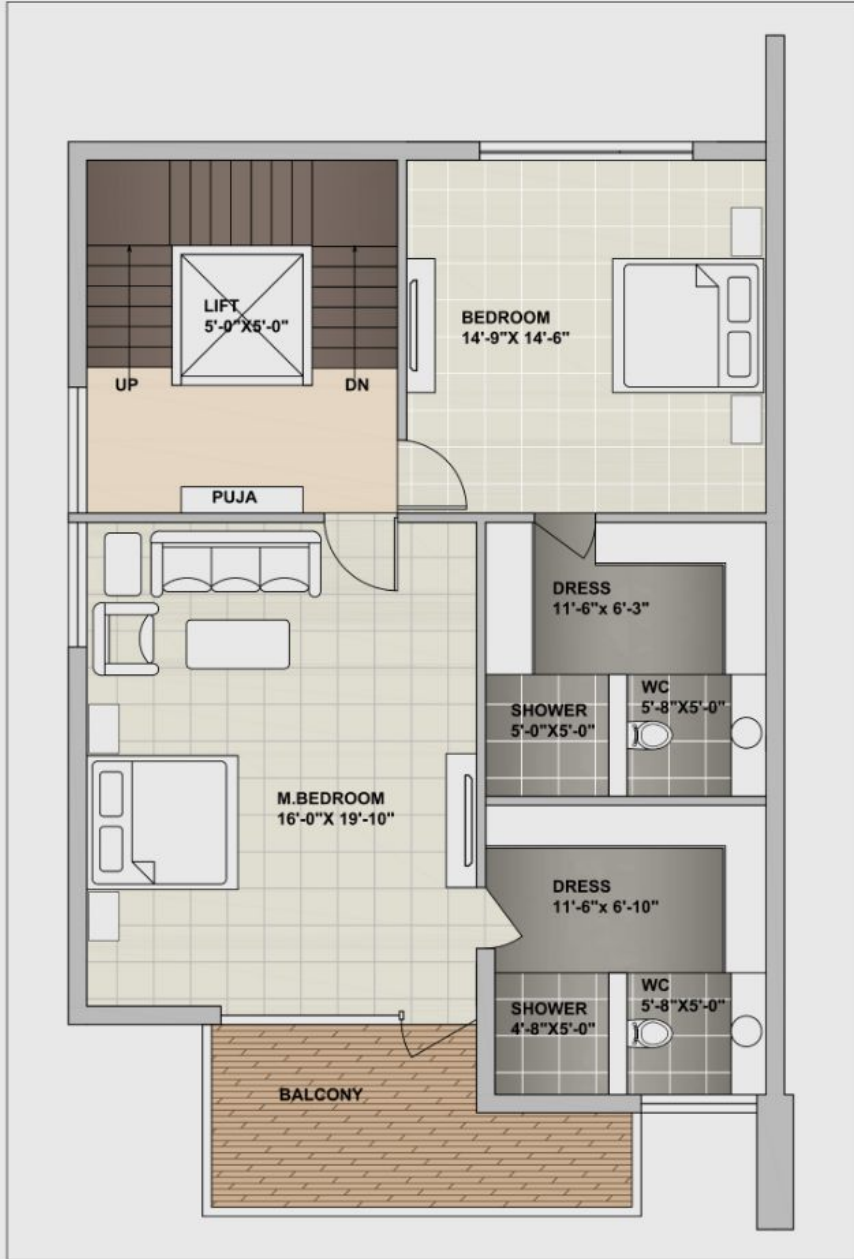 LIFT
5'-0"X5'-0"
UP
DN
BEDROOM
14'-9"X 14'-6"
PUJA
DRESS
11'-6"x 6'-3"
SHOWER
5'-0"X5'-0"
WC
5'-8"X5'-0"
M.BEDROOM
16'-0"X 19'-10"
DRESS
11'-6"x 6'-10"
SHOWER
4'-8"X5'-0"
WC
5'-8"X5'-0"
BALCONY